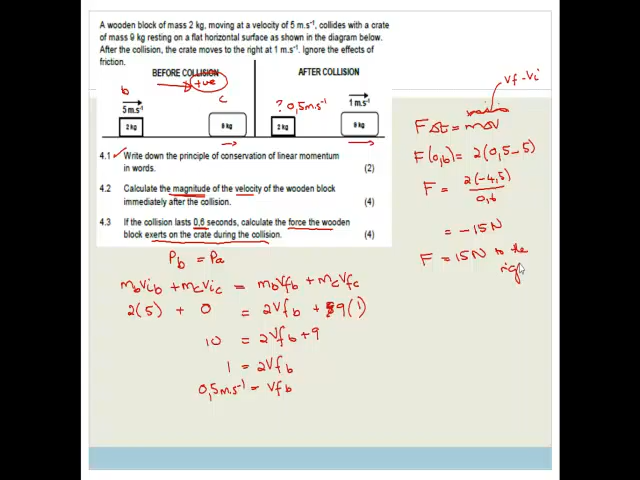 A wooden block of mass 2 kg, moving at a velocity of 5 m.s⁻¹, collides with a crate
of mass 9 kg resting on a flat horizontal surface as shown in the diagram below.
After the collision, the crate moves to the right at 1 m.s⁻¹. Ignore the effects of
friction.
BEFORE COLLISION
+ve
b
c
5 m.s⁻¹
2 kg
9 kg
AFTER COLLISION
? 0,5 m.s⁻¹
1 m.s⁻¹
2 kg
9 kg
4.1 ✓ Write down the principle of conservation of linear momentum
in words. (2)
4.2 Calculate the magnitude of the velocity of the wooden block
immediately after the collision. (4)
4.3 If the collision lasts 0,6 seconds, calculate the force the wooden
block exerts on the crate during the collision. (4)
Pb = Pa
mbvib + mcvic = mbvfb + mcvfc
2(5) + 0 = 2vfb + 9(1)
10 = 2vfb + 9
1 = 2vfb
0,5 m.s⁻¹ = vfb
vf - vi
FΔt = mΔv
F(0,6) = 2(0,5 - 5)
F = 2(-4,5)
0,6
= -15N
F = 15N to the
righ